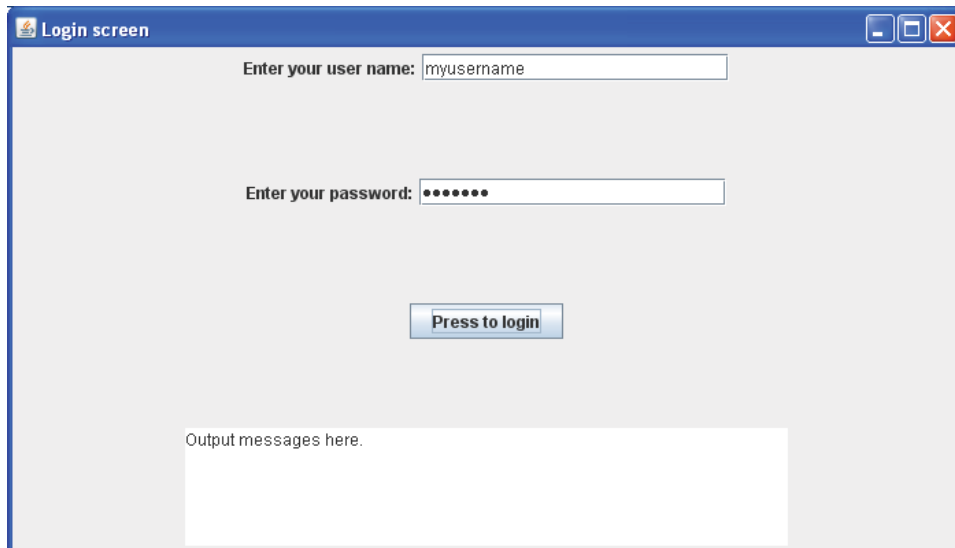 Login screen
Enter your user name: myusername
Enter your password: •••••••
Press to login
Output messages here.